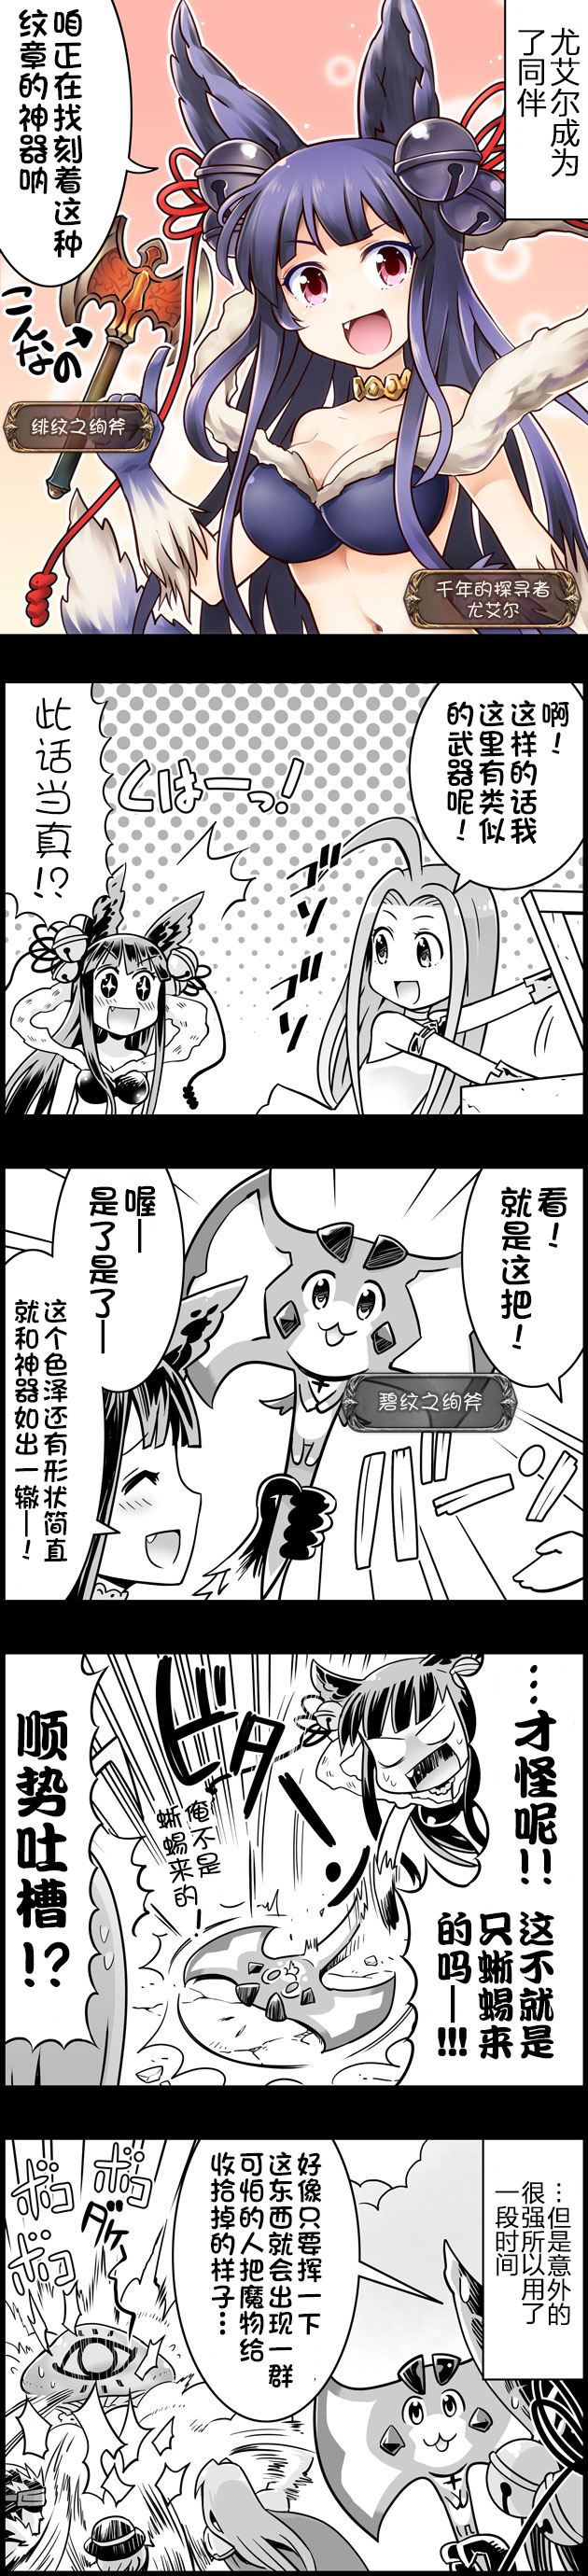 尤艾尔成为
了同伴
咱正在找刻着这种
纹章的神器呐
こんなの
绯纹之绚斧
千年的探寻者
尤艾尔
啊！
这样的话我
这里有类似
的武器呢！
くはーっ！
此话当真！？
ゴソゴソ
看！
就是这把！
喔—
是了是了—
碧纹之绚斧
这个色泽还有形状简直
就和神器如出一辙—！
…才怪呢！！
这不就是
只蜥蜴来
的吗—！！！
ビターン
俺不是
蜥蜴来
的！
顺势吐槽！？
…但是意外的
很强所以用了
一段时间
好像只要挥一下
这东西就会出现一群
可怕的人把魔物给
收拾掉的样子…
ボコ
ボコ
ボコ